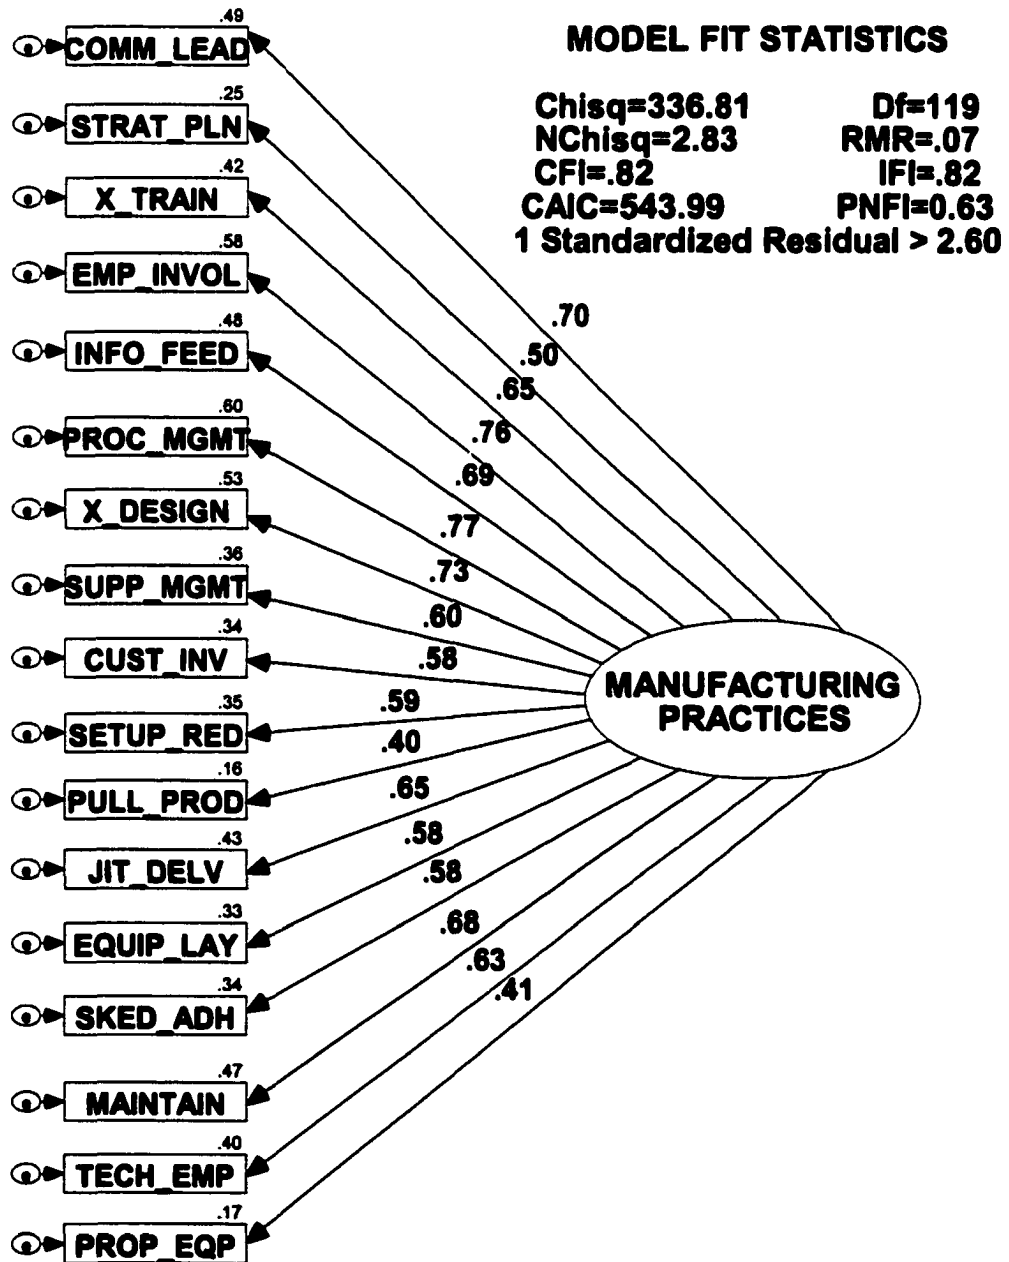 MODEL FIT STATISTICS
Chisq=336.81 Df=119
NChisq=2.83 RMR=.07
CFI=.82 IFI=.82
CAIC=543.99 PNFI=0.63
1 Standardized Residual > 2.60
.49
COMM_LEAD
.25
STRAT_PLN
.42
X_TRAIN
.58
EMP_INVOL
.48
INFO_FEED
.60
PROC_MGMT
.53
X_DESIGN
.36
SUPP_MGMT
.34
CUST_INV
.35
SETUP_RED
.16
PULL_PROD
.43
JIT_DELV
.33
EQUIP_LAY
.34
SKED_ADH
.47
MAINTAIN
.40
TECH_EMP
.17
PROP_EQP
.70
.50
.65
.76
.69
.77
.73
.60
.58
.59
.40
.65
.58
.58
.68
.63
.41
MANUFACTURING
PRACTICES